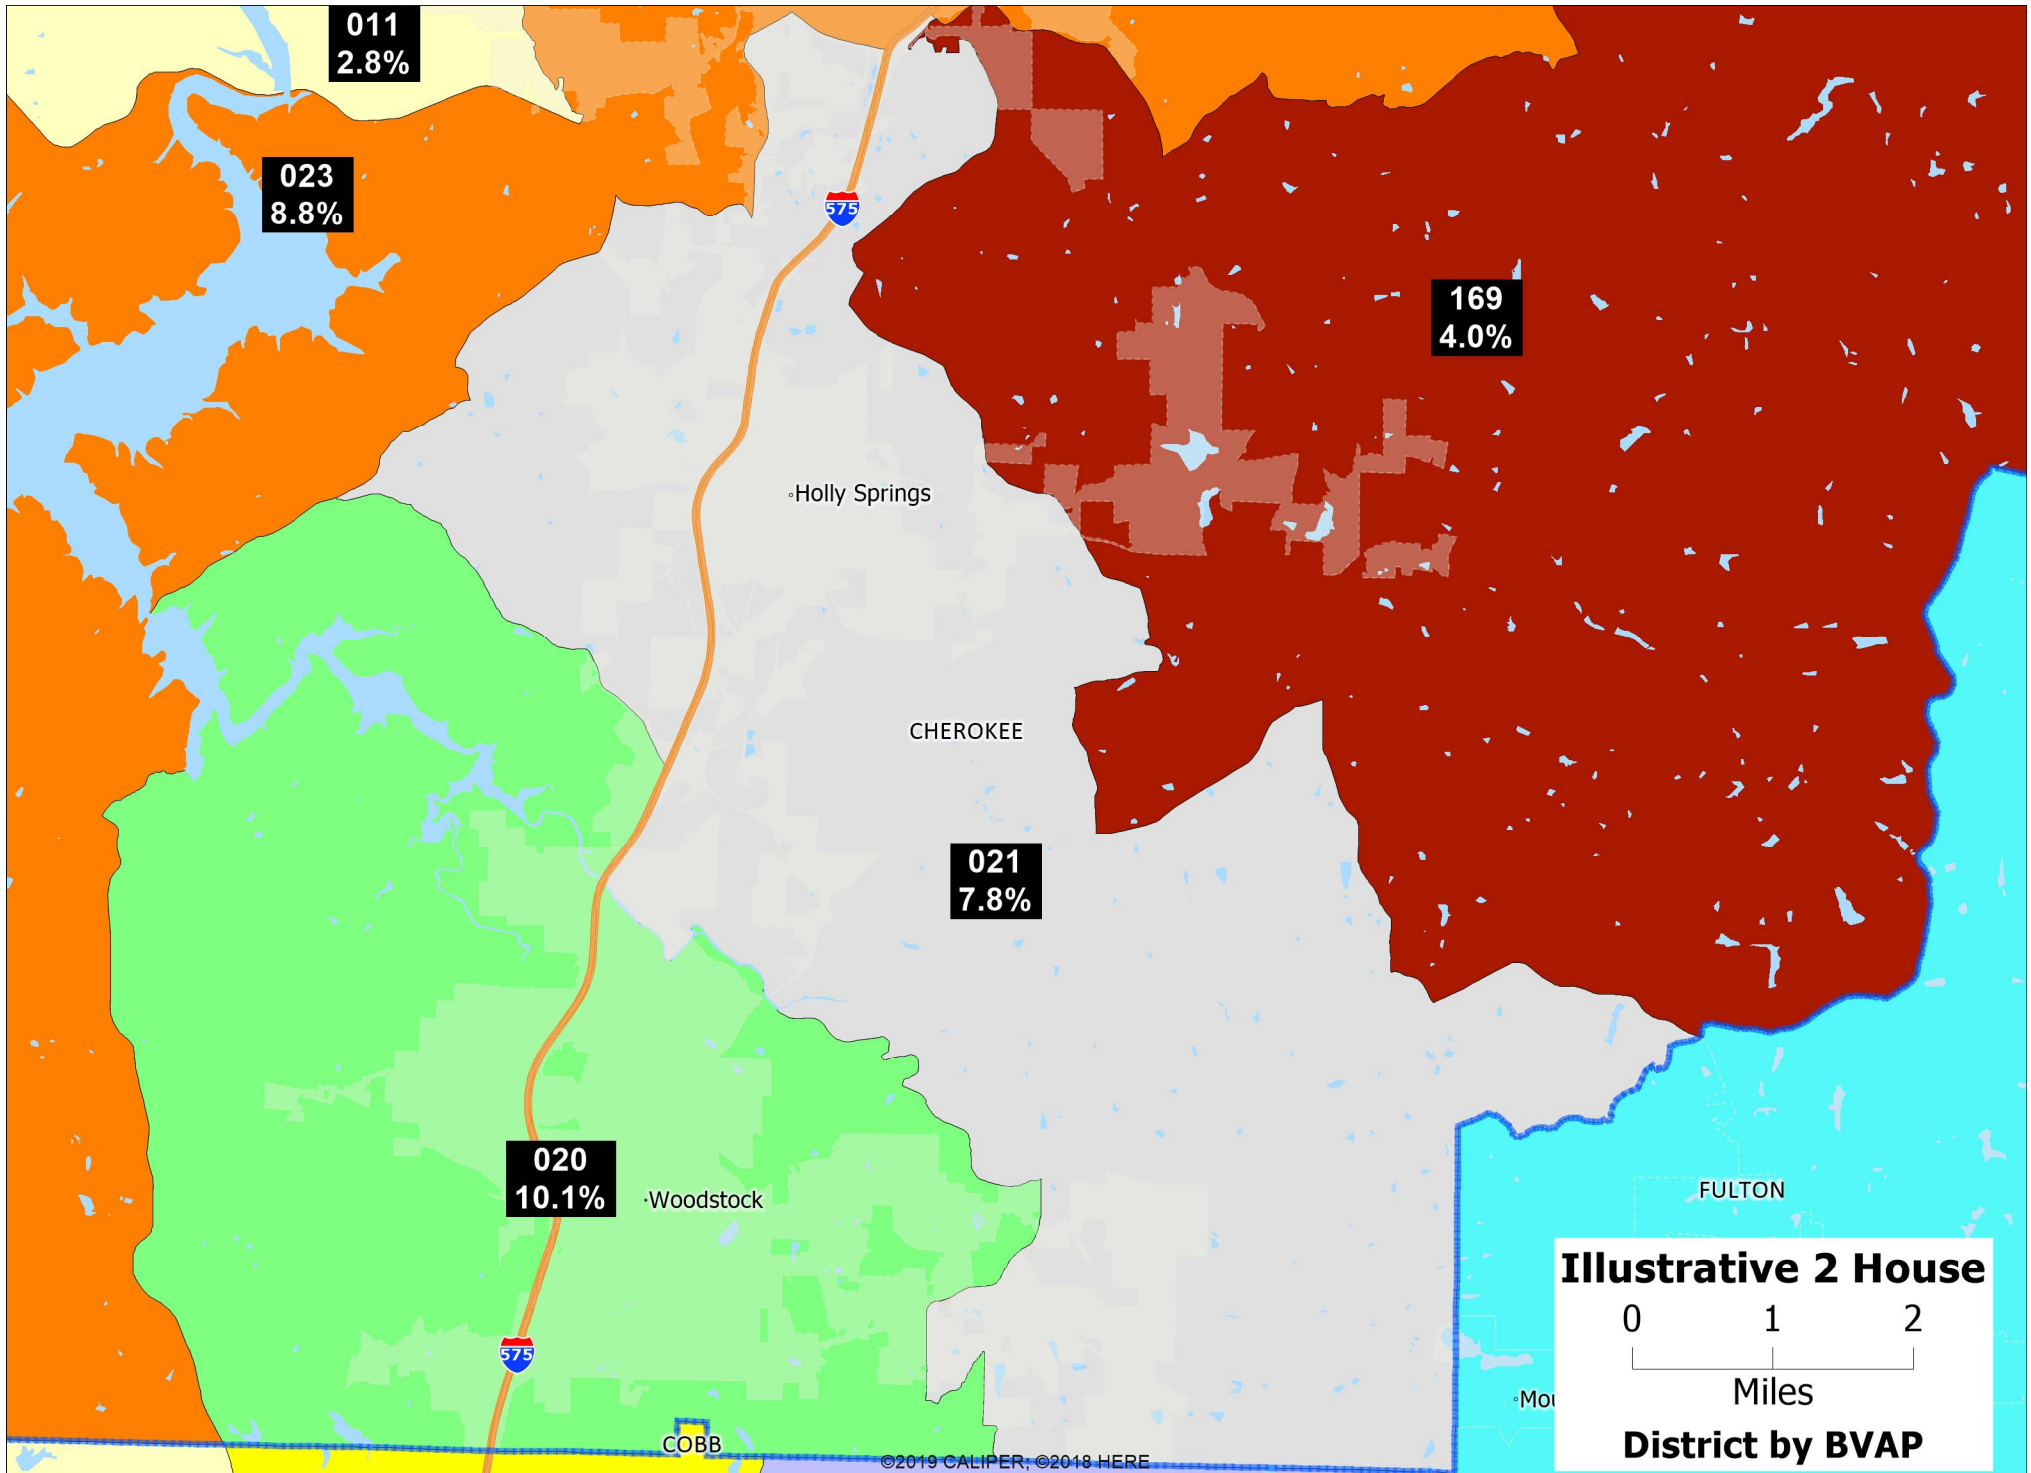 011
2.8%
023
8.8%
575
169
4.0%
Holly Springs
CHEROKEE
021
7.8%
020
10.1%
Woodstock
FULTON
Illustrative 2 House
0 1 2
Miles
District by BVAP
575
COBB
©2019 CALIPER, ©2018 HERE